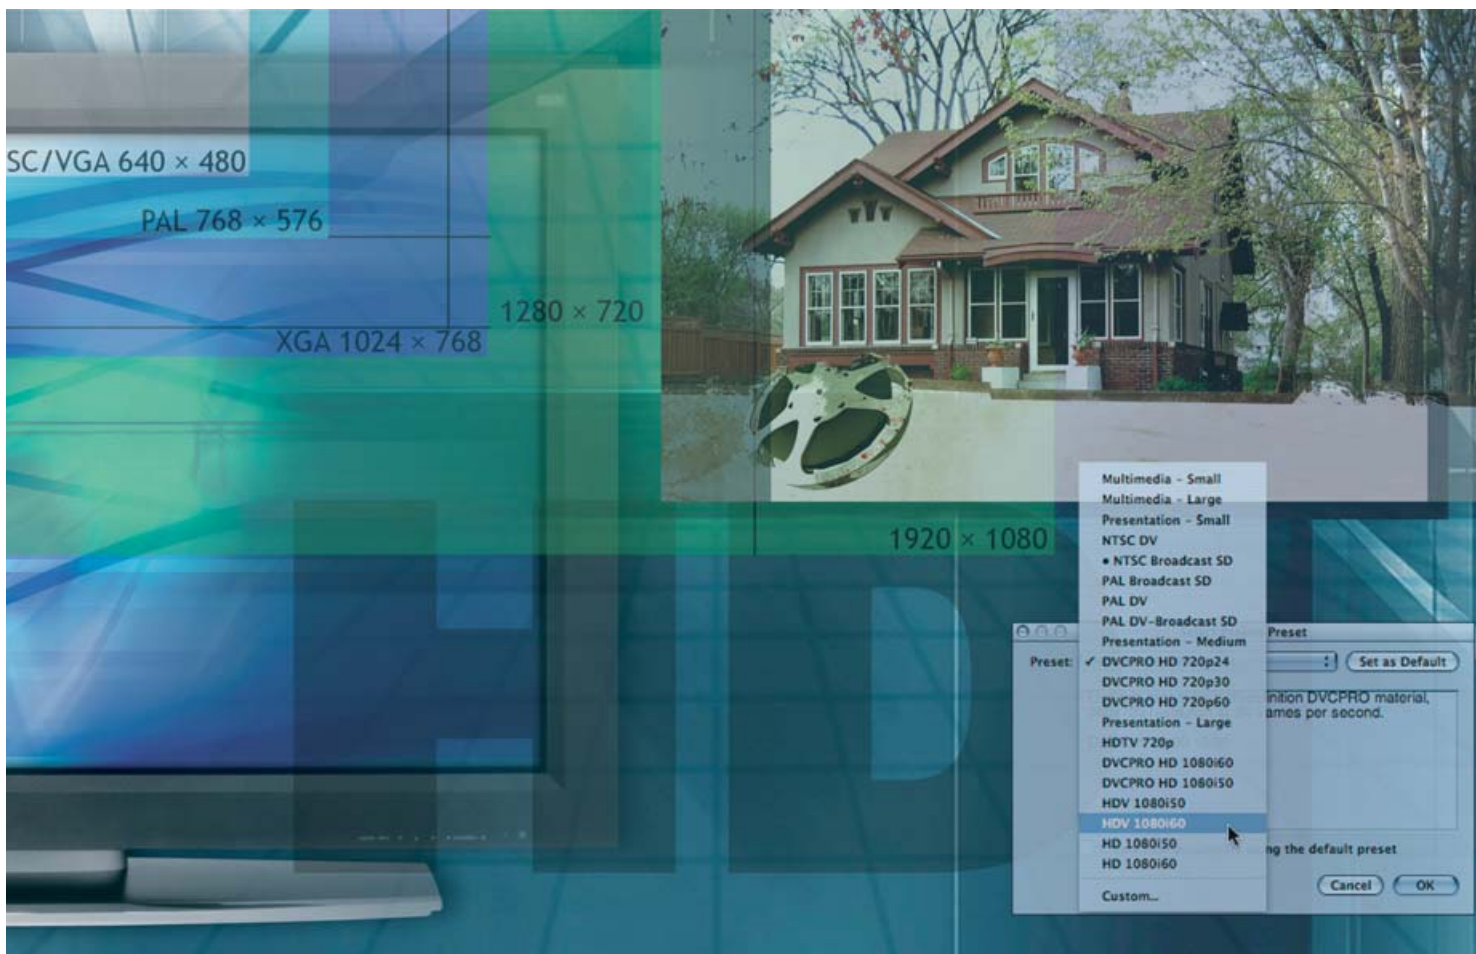 SC/VGA 640 × 480
PAL 768 × 576
1280 × 720
XGA 1024 × 768
1920 × 1080
HD
Multimedia – Small
Multimedia – Large
Presentation – Small
NTSC DV
• NTSC Broadcast SD
PAL Broadcast SD
PAL DV
PAL DV-Broadcast SD
Presentation – Medium
✓ DVCPRO HD 720p24
DVCPRO HD 720p30
DVCPRO HD 720p60
Presentation – Large
HDTV 720p
DVCPRO HD 1080i60
DVCPRO HD 1080i50
HDV 1080i50
HDV 1080i60
HD 1080i50
HD 1080i60
Custom...
Preset
Preset:
Set as Default
nition DVCPRO material,
ames per second.
ng the default preset
Cancel
OK